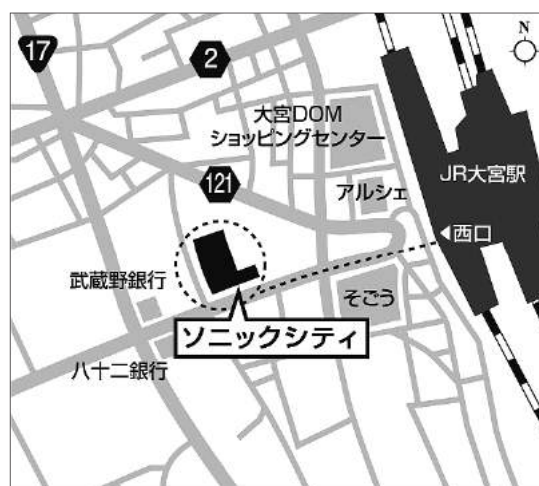 17
2
N
大宮DOM
ショッピングセンター
JR大宮駅
121
アルシェ
西口
武蔵野銀行
そごう
ソニックシティ
八十二銀行